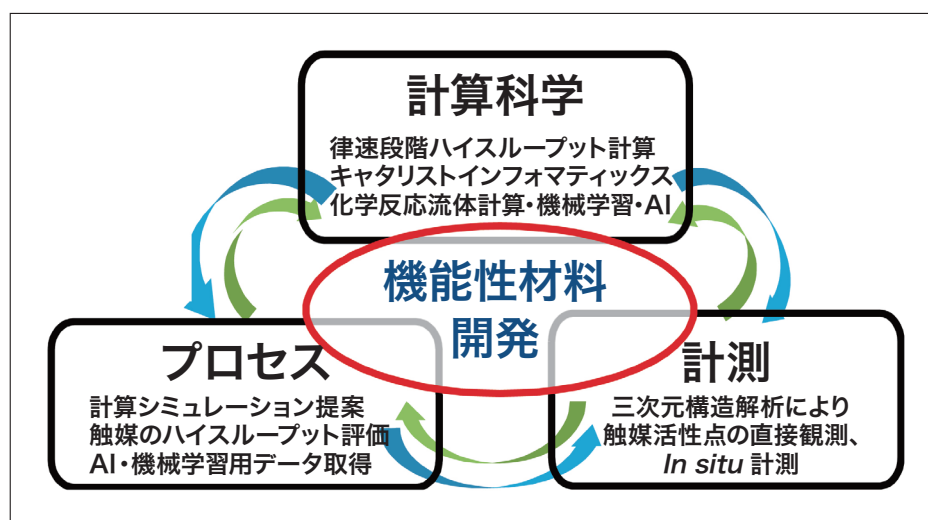 計算科学
律速段階ハイスループット計算
キャタリストインフォマティックス
化学反応流体計算・機械学習・AI
機能性材料
開発
プロセス
計算シミュレーション提案
触媒のハイスループット評価
AI・機械学習用データ取得
計測
三次元構造解析により
触媒活性点の直接観測、
In situ 計測